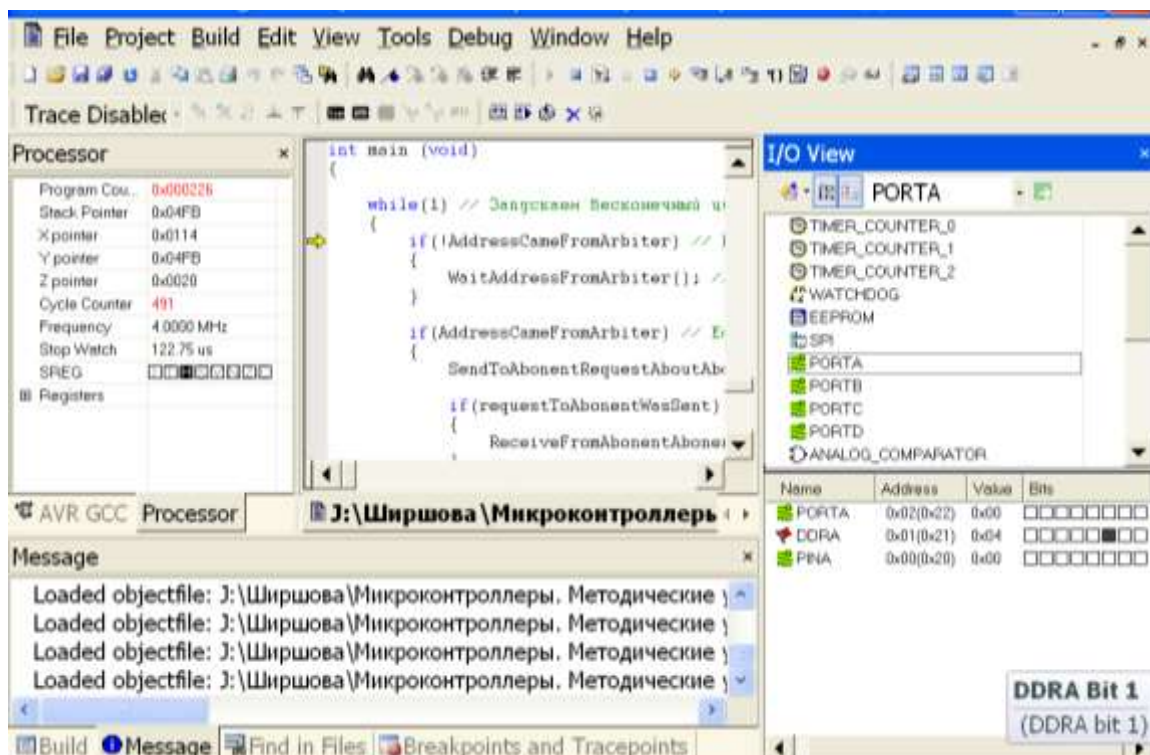 File Project Build Edit View Tools Debug Window Help
Trace Disablec
Processor
Program Cou..
0x000226
Stack Pointer
0x04FB
X pointer
0x0114
Y pointer
0x04FB
Z pointer
0x0020
Cycle Counter
491
Frequency
4.0000 MHz
Stop Watch
122.75 us
SREG
Registers
AVR GCC
Processor
int main (void)
{
while(1) // Запускаем бесконечный ц
{
if(!AddressCameFromArbiter) //
{
WaitAddressFromArbiter(); //
}
if(AddressCameFromArbiter) // Е
{
SendToAbonentRequestAboutAb
if(requestToAbonentWasSent)
{
ReceiveFromAbonentAbone
J:\Ширшова\Микроконтроллеры
I/O View
PORTA
TIMER_COUNTER_0
TIMER_COUNTER_1
TIMER_COUNTER_2
WATCHDOG
EEPROM
SPI
PORTA
PORTB
PORTC
PORTD
ANALOG_COMPARATOR
Name Address Value Bits
PORTA 0x02(0x22) 0x00
DDRA 0x01(0x21) 0x04
PINA 0x00(0x20) 0x00
DDRA Bit 1
(DDRA bit 1)
Message
Loaded objectfile: J:\Ширшова\Микроконтроллеры. Методические у
Loaded objectfile: J:\Ширшова\Микроконтроллеры. Методические у
Loaded objectfile: J:\Ширшова\Микроконтроллеры. Методические у
Loaded objectfile: J:\Ширшова\Микроконтроллеры. Методические у
Build Message Find in Files Breakpoints and Tracepoints